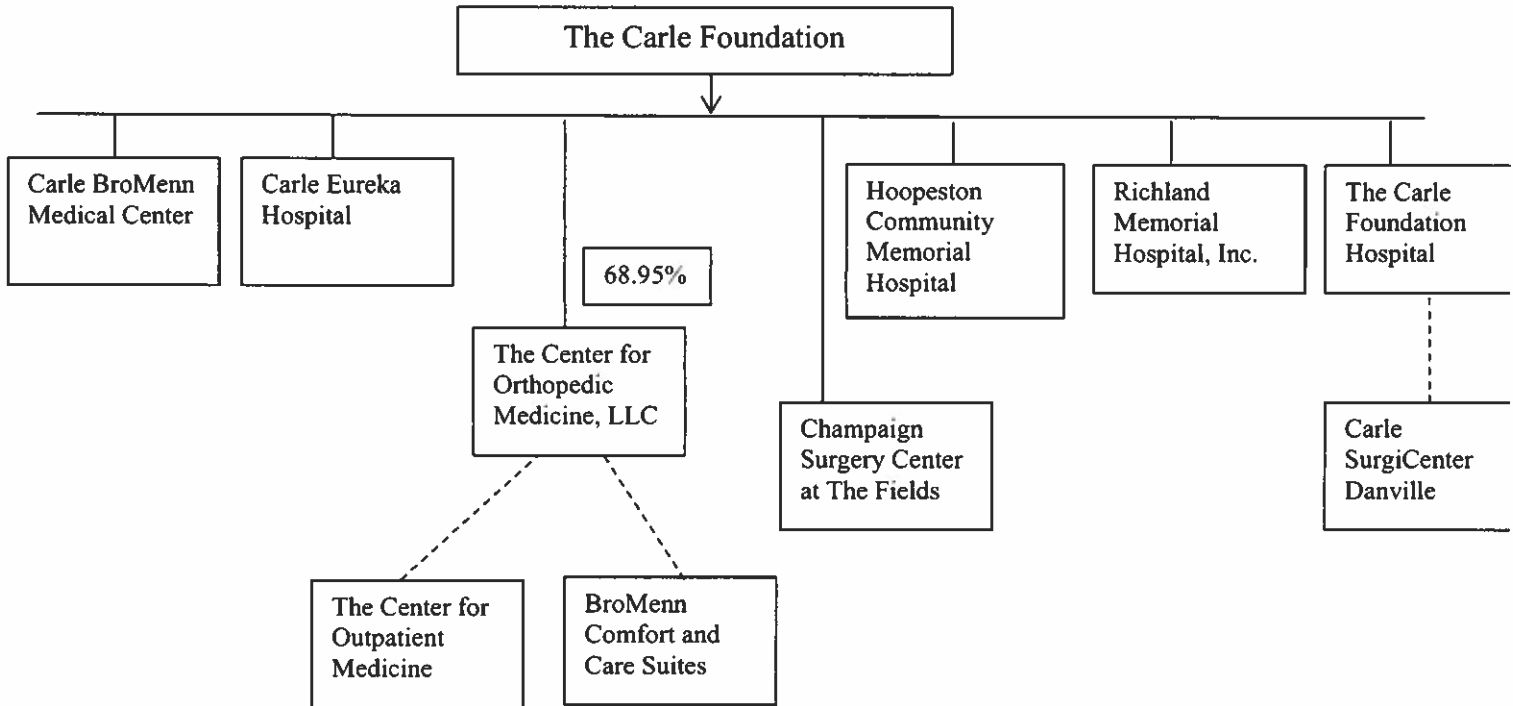 The Carle Foundation
Carle BroMenn
Medical Center
Carle Eureka
Hospital
68.95%
The Center for
Orthopedic
Medicine, LLC
Champaign
Surgery Center
at The Fields
Hoopeston
Community
Memorial
Hospital
Richland
Memorial
Hospital, Inc.
The Carle
Foundation
Hospital
Carle
SurgiCenter
Danville
The Center for
Outpatient
Medicine
BroMenn
Comfort and
Care Suites